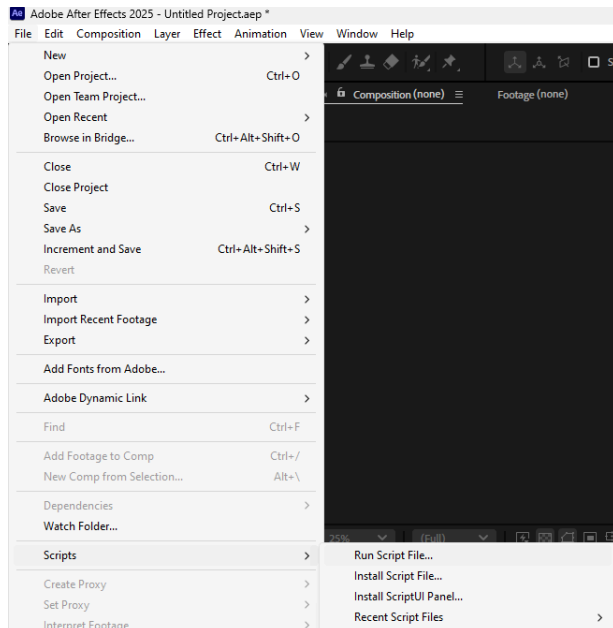 Ae Adobe After Effects 2025 - Untitled Project.aep *
File Edit Composition Layer Effect Animation View Window Help
New
Open Project... Ctrl+O
Open Team Project...
Open Recent
Browse in Bridge... Ctrl+Alt+Shift+O
Close Ctrl+W
Close Project
Save Ctrl+S
Save As
Increment and Save Ctrl+Alt+Shift+S
Revert
Import
Import Recent Footage
Export
Add Fonts from Adobe...
Adobe Dynamic Link
Find Ctrl+F
Add Footage to Comp Ctrl+/
New Comp from Selection... Alt+\
Dependencies
Watch Folder...
Scripts
Create Proxy
Set Proxy
Interpret Footage
Composition (none)
Footage (none)
25% (Full)
Run Script File...
Install Script File...
Install ScriptUI Panel...
Recent Script Files